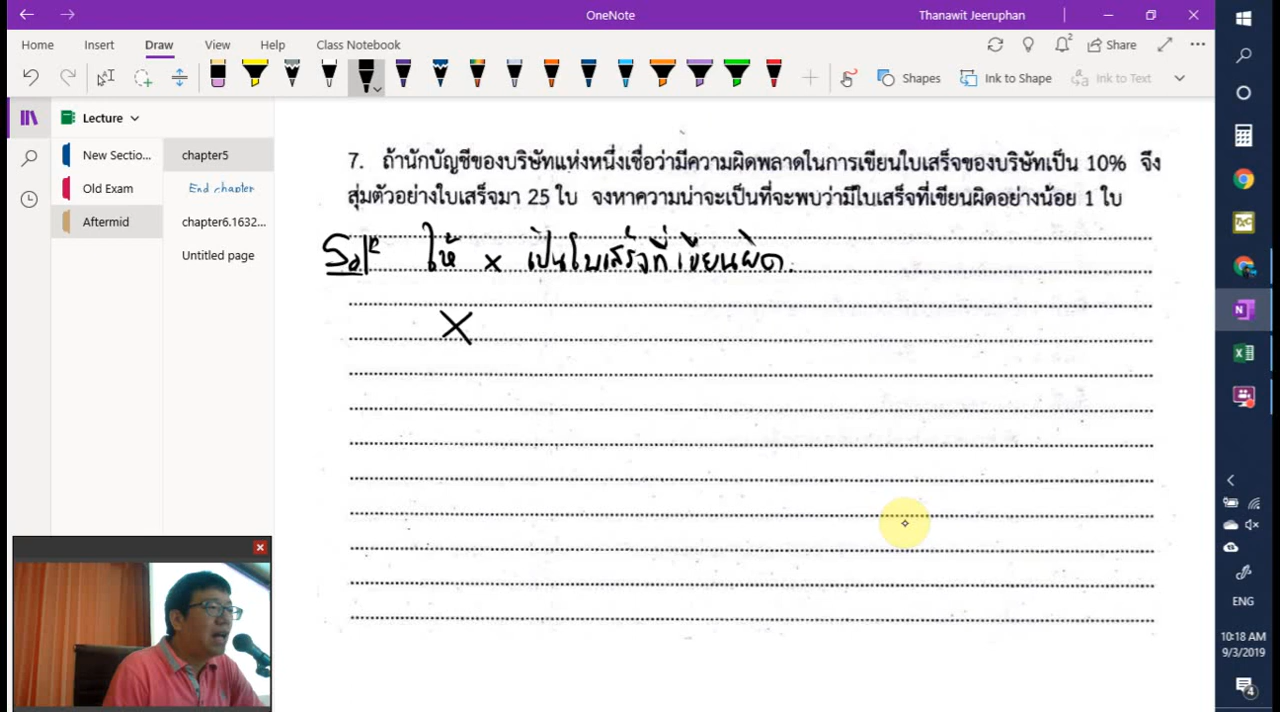 OneNote
Thanawit Jeeruphan
Home Insert Draw View Help Class Notebook
2
Share
Shapes
Ink to Shape
Ink to Text
Lecture
New Sectio...
Old Exam
Aftermid
chapter5
End chapter
chapter6.1632...
Untitled page
7. ถ้านักบัญชีของบริษัทแห่งหนึ่งเชื่อว่ามีความผิดพลาดในการเขียนใบเสร็จของบริษัทเป็น 10% จึง
สุ่มตัวอย่างใบเสร็จมา 25 ใบ จงหาความน่าจะเป็นที่จะพบว่ามีใบเสร็จที่เขียนผิดอย่างน้อย 1 ใบ
Solⁿ ให้ x เป็นใบเสร็จที่เขียนผิด.
X
ENG
10:18 AM
9/3/2019
4